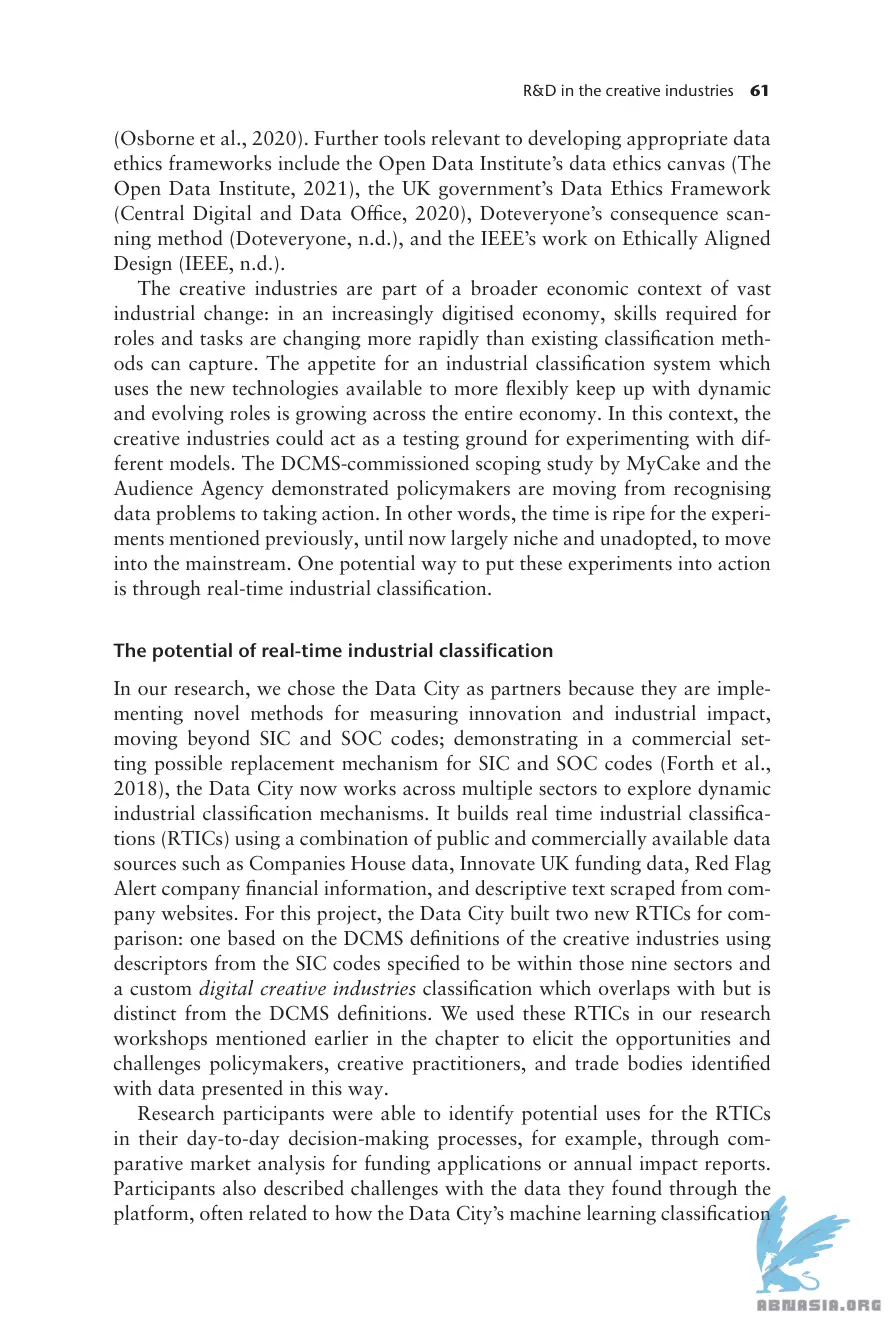 R&D in the creative industries 61
(Osborne et al., 2020). Further tools relevant to developing appropriate data
ethics frameworks include the Open Data Institute’s data ethics canvas (The
Open Data Institute, 2021), the UK government’s Data Ethics Framework
(Central Digital and Data Office, 2020), Doteveryone’s consequence scan-
ning method (Doteveryone, n.d.), and the IEEE’s work on Ethically Aligned
Design (IEEE, n.d.).
The creative industries are part of a broader economic context of vast
industrial change: in an increasingly digitised economy, skills required for
roles and tasks are changing more rapidly than existing classification meth-
ods can capture. The appetite for an industrial classification system which
uses the new technologies available to more flexibly keep up with dynamic
and evolving roles is growing across the entire economy. In this context, the
creative industries could act as a testing ground for experimenting with dif-
ferent models. The DCMS-commissioned scoping study by MyCake and the
Audience Agency demonstrated policymakers are moving from recognising
data problems to taking action. In other words, the time is ripe for the experi-
ments mentioned previously, until now largely niche and unadopted, to move
into the mainstream. One potential way to put these experiments into action
is through real-time industrial classification.
The potential of real-time industrial classification
In our research, we chose the Data City as partners because they are imple-
menting novel methods for measuring innovation and industrial impact,
moving beyond SIC and SOC codes; demonstrating in a commercial set-
ting possible replacement mechanism for SIC and SOC codes (Forth et al.,
2018), the Data City now works across multiple sectors to explore dynamic
industrial classification mechanisms. It builds real time industrial classifica-
tions (RTICs) using a combination of public and commercially available data
sources such as Companies House data, Innovate UK funding data, Red Flag
Alert company financial information, and descriptive text scraped from com-
pany websites. For this project, the Data City built two new RTICs for com-
parison: one based on the DCMS definitions of the creative industries using
descriptors from the SIC codes specified to be within those nine sectors and
a custom digital creative industries classification which overlaps with but is
distinct from the DCMS definitions. We used these RTICs in our research
workshops mentioned earlier in the chapter to elicit the opportunities and
challenges policymakers, creative practitioners, and trade bodies identified
with data presented in this way.
Research participants were able to identify potential uses for the RTICs
in their day-to-day decision-making processes, for example, through com-
parative market analysis for funding applications or annual impact reports.
Participants also described challenges with the data they found through the
platform, often related to how the Data City’s machine learning classification
ABNASIA.ORG